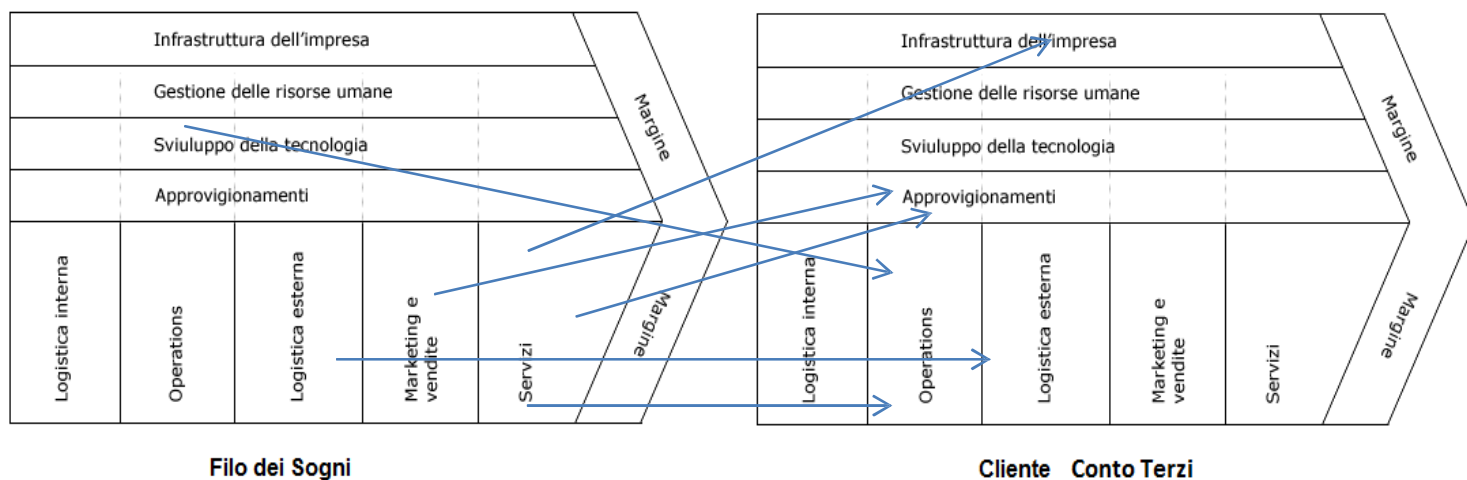 Infrastruttura dell'impresa
Gestione delle risorse umane
Sviuluppo della tecnologia
Approvigionamenti
Logistica interna
Operations
Logistica esterna
Marketing e
vendite
Servizi
Margine
Margine
Filo dei Sogni
Infrastruttura dell'impresa
Gestione delle risorse umane
Sviuluppo della tecnologia
Approvigionamenti
Logistica interna
Operations
Logistica esterna
Marketing e
vendite
Servizi
Margine
Margine
Cliente Conto Terzi